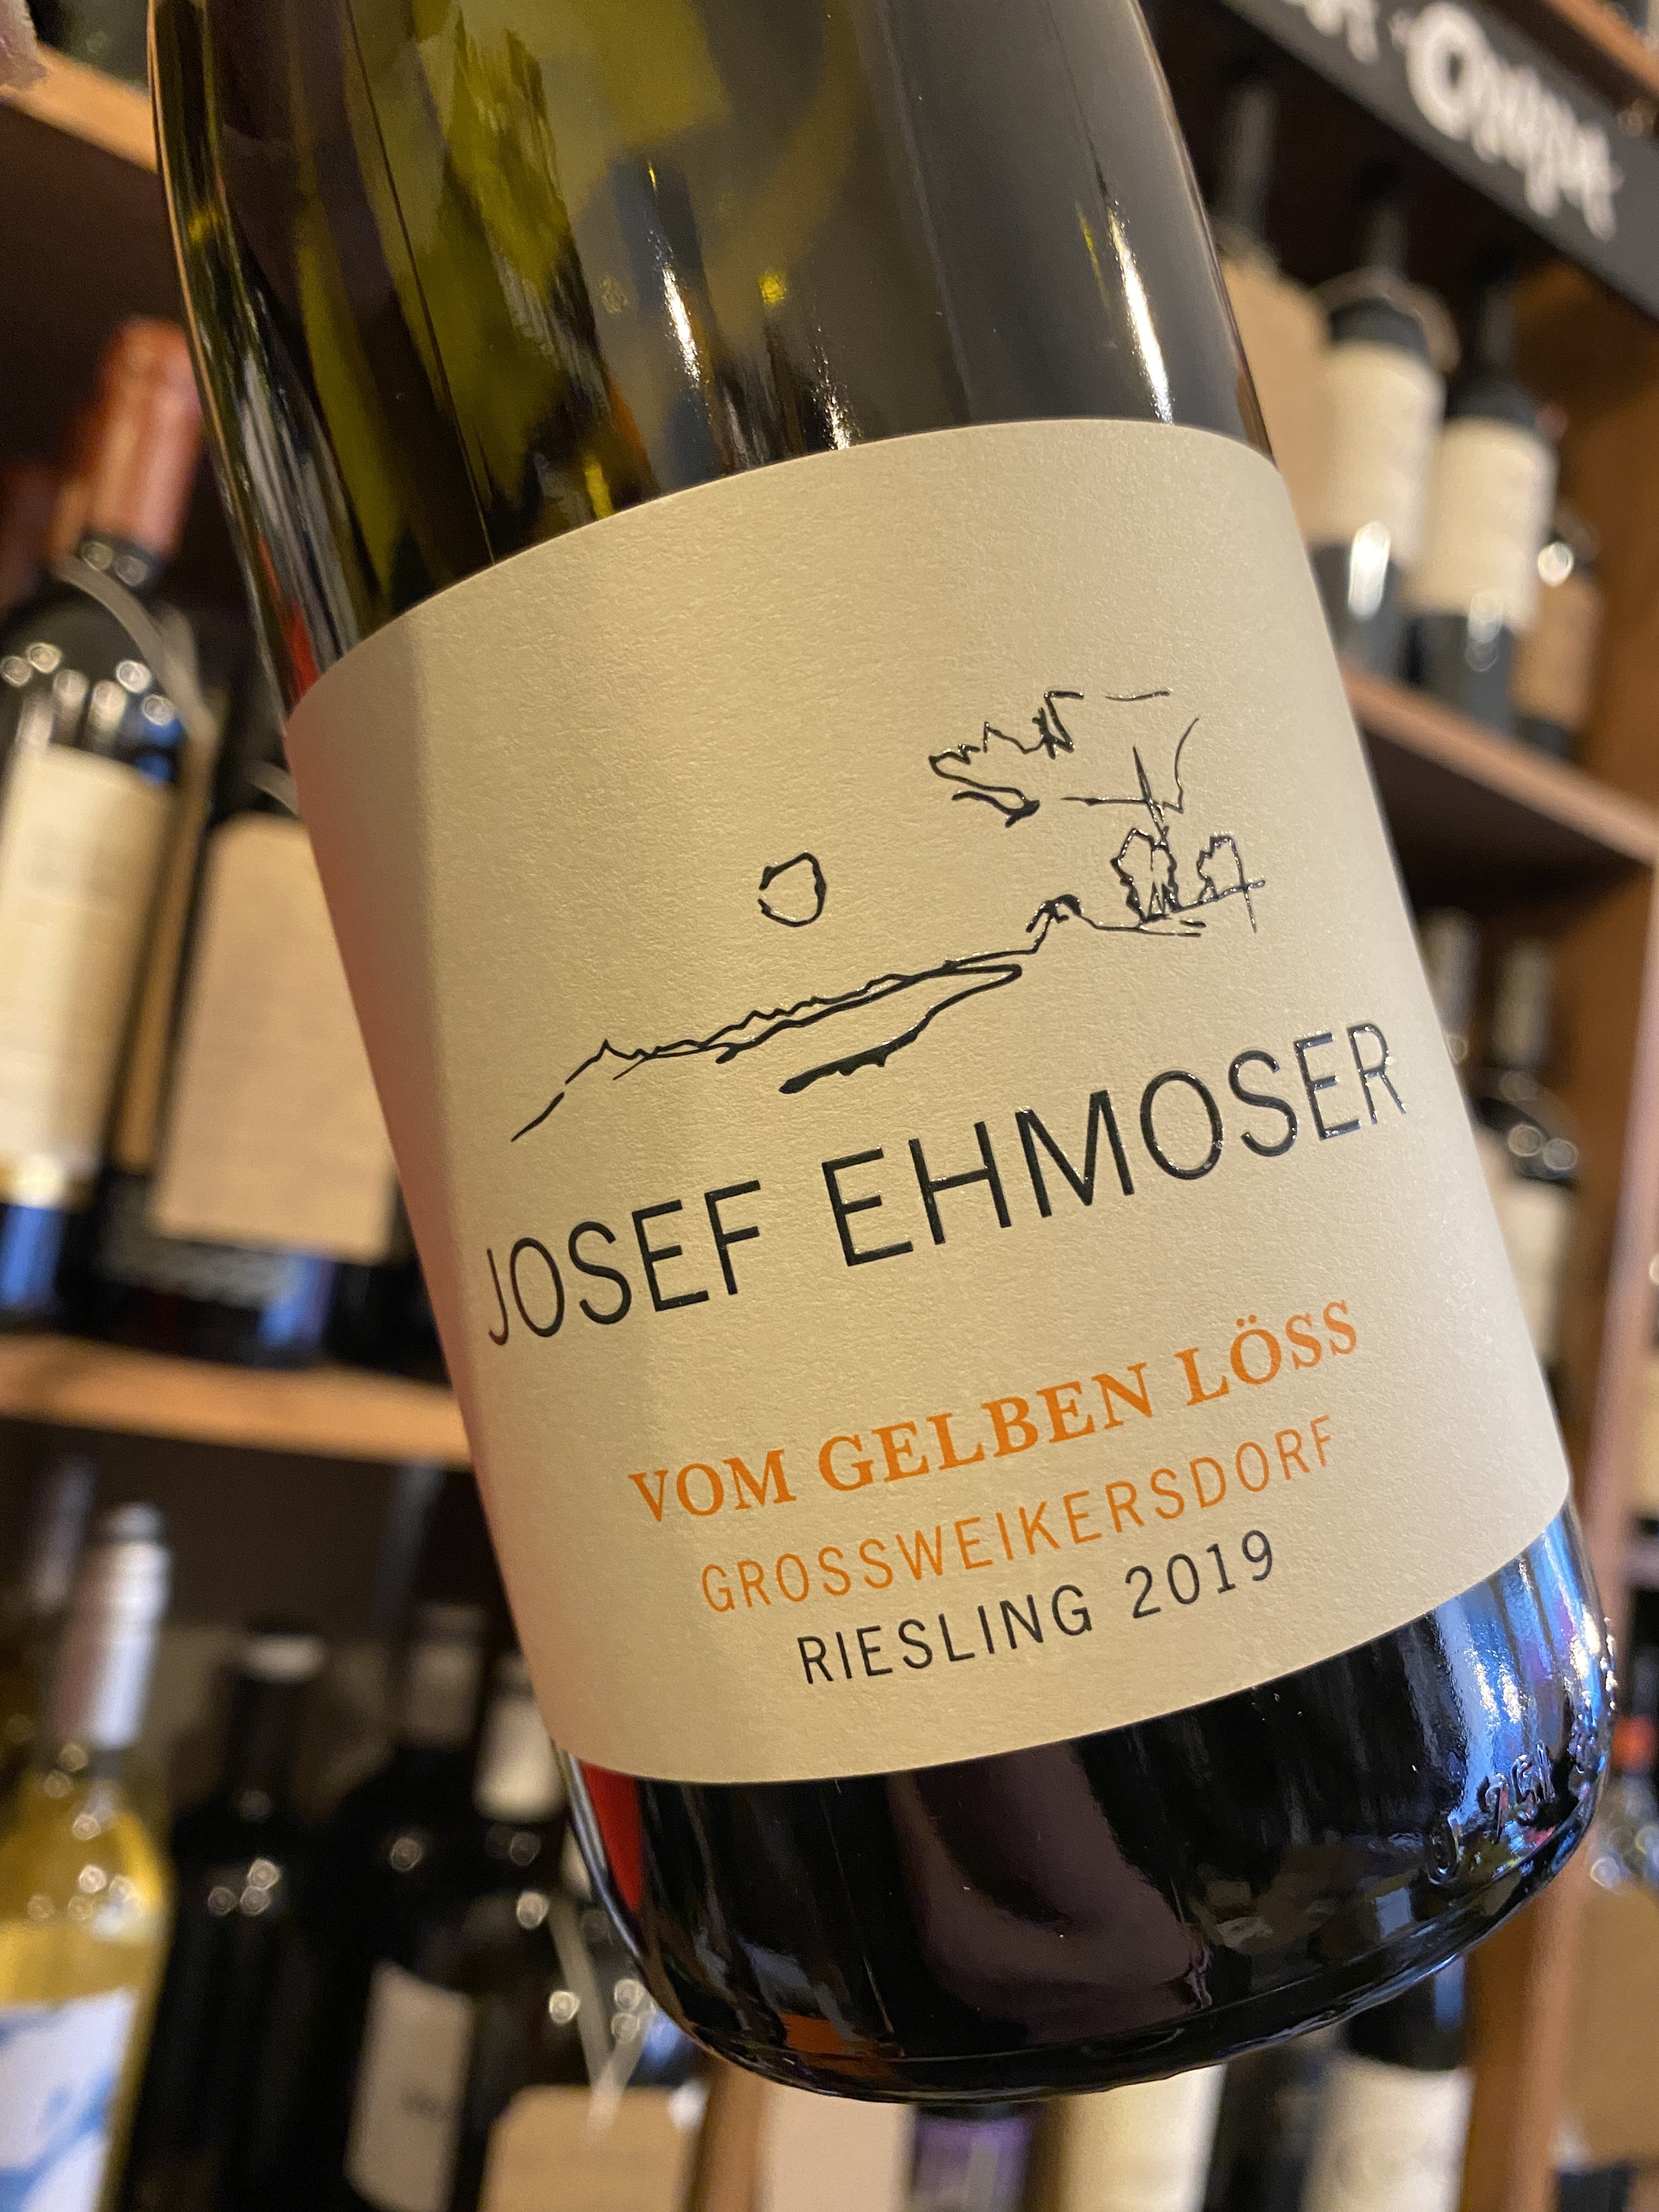 JOSEF EHMOSER
VOM GELBEN LÖSS
GROSSWEIKERSDORF
RIESLING 2019